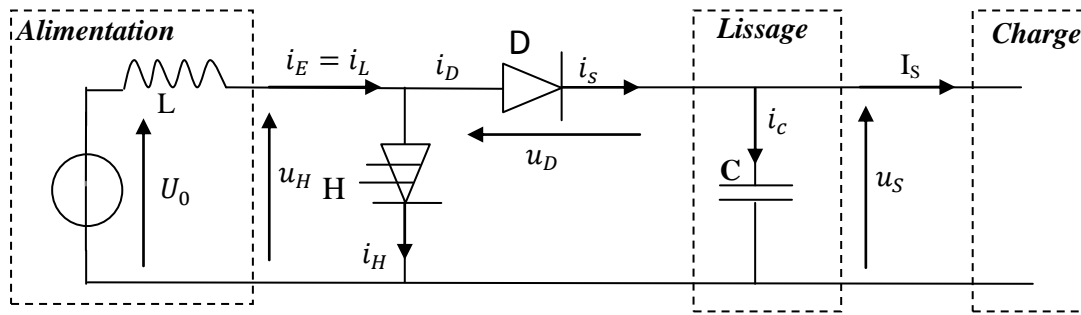 Alimentation
Lissage
Charge
D
i_E = i_L
i_D
i_s
I_S
L
i_c
u_D
C
U_0
u_H
H
u_S
i_H